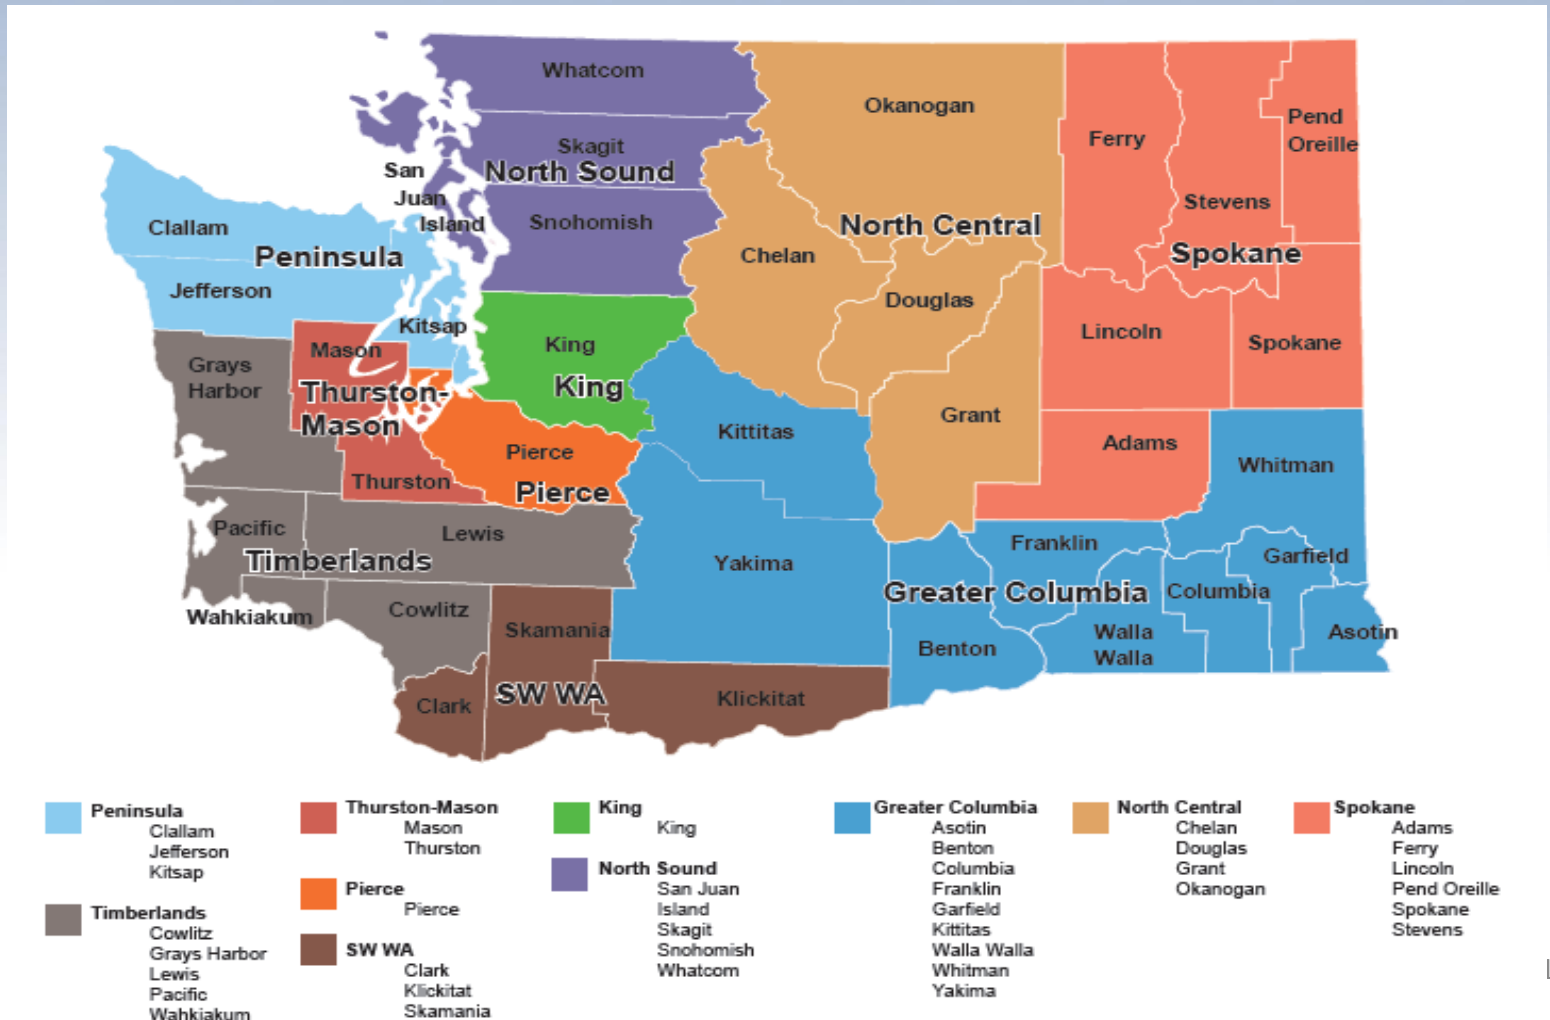 Whatcom
Okanogan
Pend
Oreille
Ferry
Skagit
North Sound
San
Juan
Island
Stevens
Clallam
Snohomish
North Central
Peninsula
Chelan
Spokane
Jefferson
Douglas
Kitsap
Lincoln
Spokane
King
King
Mason
Grays
Harbor
Thurston-
Mason
Grant
Kittitas
Adams
Pierce
Pierce
Whitman
Thurston
Pacific
Lewis
Timberlands
Franklin
Garfield
Yakima
Greater Columbia
Columbia
Wahkiakum
Cowlitz
Skamania
Walla
Walla
Asotin
Benton
SW WA
Clark
Klickitat
Peninsula
Clallam
Jefferson
Kitsap
Timberlands
Cowlitz
Grays Harbor
Lewis
Pacific
Wahkiakum
Thurston-Mason
Mason
Thurston
Pierce
Pierce
SW WA
Clark
Klickitat
Skamania
King
King
North Sound
San Juan
Island
Skagit
Snohomish
Whatcom
Greater Columbia
Asotin
Benton
Columbia
Franklin
Garfield
Kittitas
Walla Walla
Whitman
Yakima
North Central
Chelan
Douglas
Grant
Okanogan
Spokane
Adams
Ferry
Lincoln
Pend Oreille
Spokane
Stevens